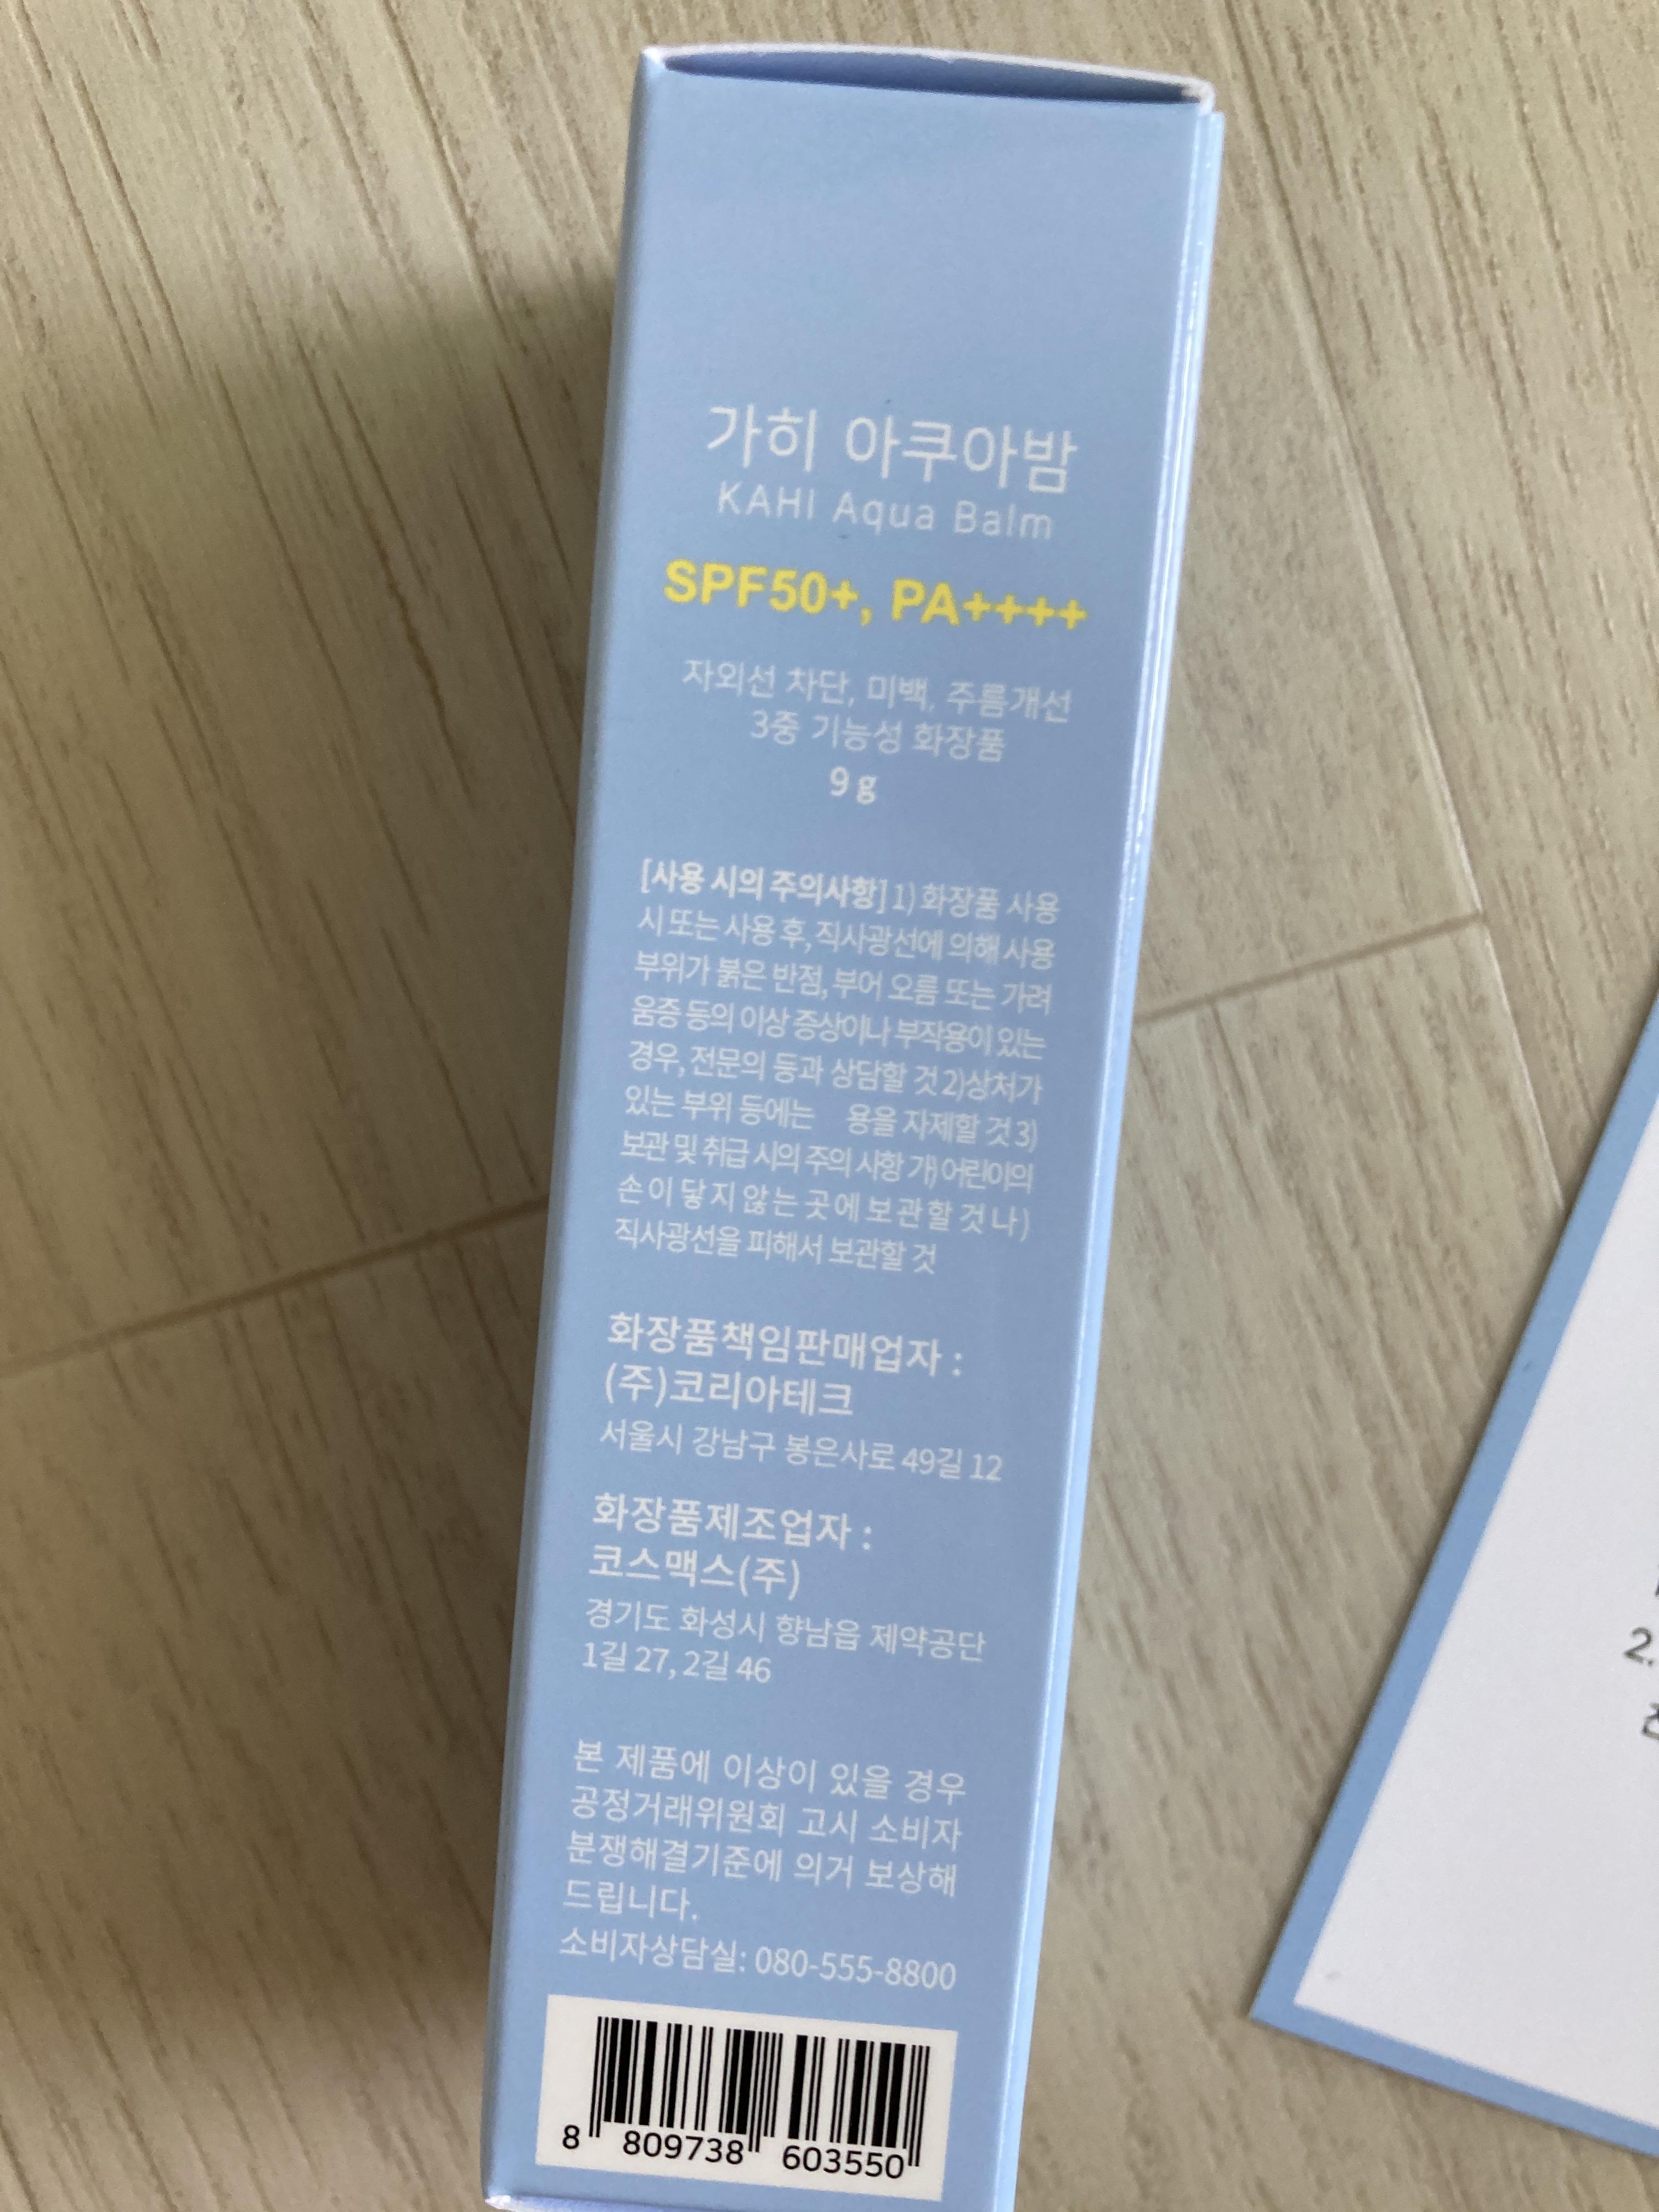 가히 아쿠아밤
KAHI Aqua Balm
SPF50+, PA++++
자외선 차단, 미백, 주름개선
3중 기능성 화장품
9 g
[사용 시의 주의사항] 1) 화장품 사용
시 또는 사용 후, 직사광선에 의해 사용
부위가 붉은 반점, 부어 오름 또는 가려
움증 등의 이상 증상이나 부작용이 있는
경우, 전문의 등과 상담할 것 2)상처가
있는 부위 등에는 용을 자제할 것 3)
보관 및 취급 시의 주의 사항 가) 어린이의
손이 닿지 않는 곳에 보관할 것 나)
직사광선을 피해서 보관할 것
화장품책임판매업자 :
(주)코리아테크
서울시 강남구 봉은사로 49길 12
화장품제조업자 :
코스맥스(주)
경기도 화성시 향남읍 제약공단
1길 27, 2길 46
본 제품에 이상이 있을 경우
공정거래위원회 고시 소비자
분쟁해결기준에 의거 보상해
드립니다.
소비자상담실: 080-555-8800
8 809738 603550
2.